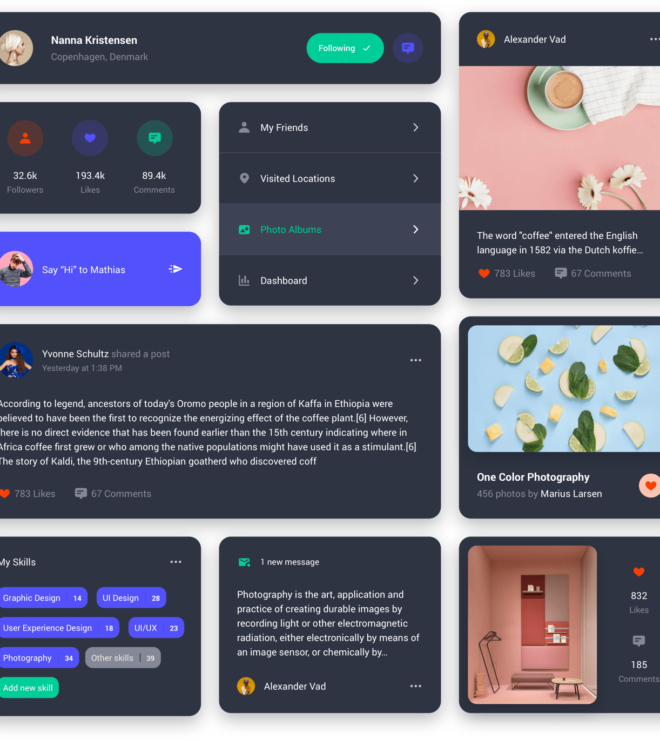 Nanna Kristensen
Copenhagen, Denmark
Following
32.6k
Followers
193.4k
Likes
89.4k
Comments
Say "Hi" to Mathias
My Friends
Visited Locations
Photo Albums
Dashboard
Alexander Vad
The word "coffee" entered the English
language in 1582 via the Dutch koffie...
783 Likes
67 Comments
Yvonne Schultz shared a post
Yesterday at 1:38 PM
According to legend, ancestors of today's Oromo people in a region of Kaffa in Ethiopia were
believed to have been the first to recognize the energizing effect of the coffee plant.[6] However,
there is no direct evidence that has been found earlier than the 15th century indicating where in
Africa coffee first grew or who among the native populations might have used it as a stimulant.[6]
The story of Kaldi, the 9th-century Ethiopian goatherd who discovered coff
783 Likes
67 Comments
One Color Photography
456 photos by Marius Larsen
My Skills
Graphic Design 14
UI Design 28
User Experience Design 18
UI/UX 23
Photography 34
Other skills 39
Add new skill
1 new message
Photography is the art, application and
practice of creating durable images by
recording light or other electromagnetic
radiation, either electronically by means of
an image sensor, or chemically by...
Alexander Vad
832
Likes
185
Comments